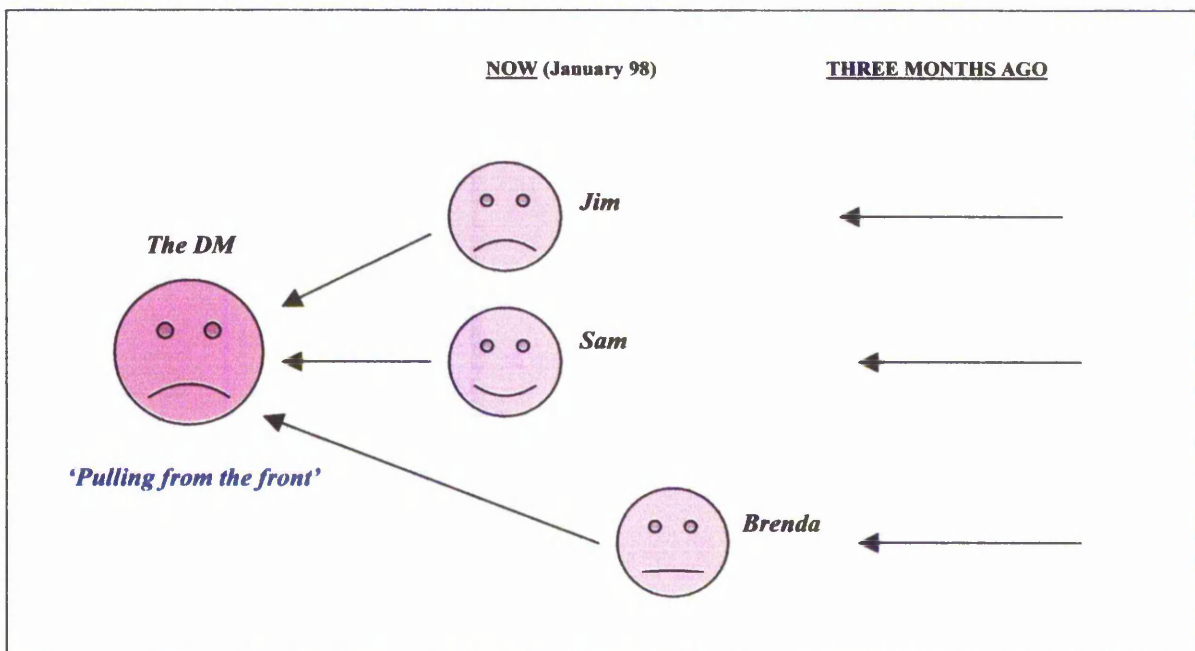 NOW (January 98)
THREE MONTHS AGO
Jim
The DM
Sam
'Pulling from the front'
Brenda